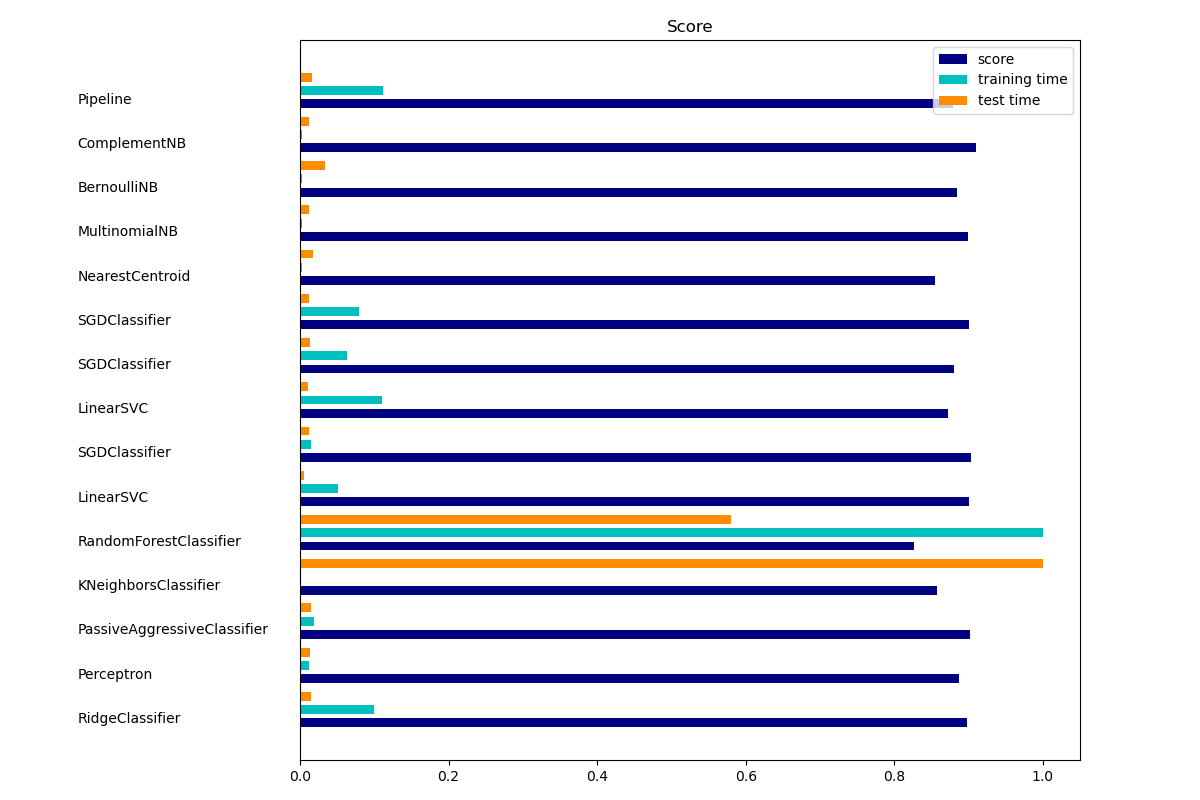 Score
score
training time
test time
Pipeline
ComplementNB
BernoulliNB
MultinomialNB
NearestCentroid
SGDClassifier
SGDClassifier
LinearSVC
SGDClassifier
LinearSVC
RandomForestClassifier
KNeighborsClassifier
PassiveAggressiveClassifier
Perceptron
RidgeClassifier
0.0 0.2 0.4 0.6 0.8 1.0